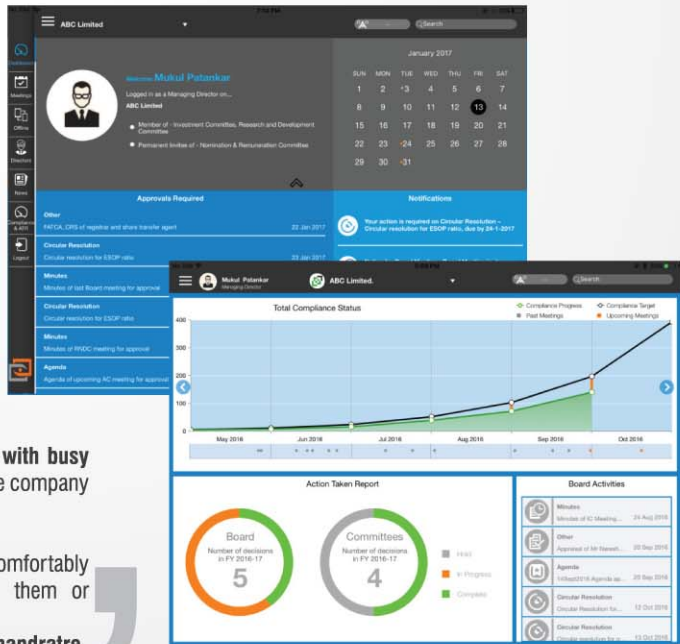 ABC Limited
Search
Dashboard
Meetings
Offline
Directors
News
Compliance & ATR
Logout
Welcome Mukul Patankar
Logged in as a Managing Director on...
ABC Limited
Member of - Investment Committee, Research and Development
Committee
Permanent Invitee of - Nomination & Remuneration Committee
January 2017
SUN MON TUE WED THU FRI SAT
1 2 3 4 5 6 7
8 9 10 11 12 13 14
15 16 17 18 19 20 21
22 23 24 25 26 27 28
29 30 31
Approvals Required
Other
FATCA, CRS of registrar and share transfer agent 22 Jan 2017
Circular Resolution
Circular resolution for ESOP ratio 23 Jan 2017
Minutes
Minutes of last Board meeting for approval
Circular Resolution
Circular resolution for ESOP ratio
Minutes
Minutes of RNDC meeting for approval
Agenda
Agenda of upcoming AC meeting for approval
Notifications
Your action is required on Circular Resolution -
Circular resolution for ESOP ratio, due by 24-1-2017
Mukul Patankar
Managing Director
ABC Limited.
Search
Total Compliance Status
Compliance Progress
Compliance Target
Past Meetings
Upcoming Meetings
400
300
200
100
0
May 2016 Jun 2016 Jul 2016 Aug 2016 Sep 2016 Oct 2016
Action Taken Report
Board
Number of decisions
in FY 2016-17
5
Committees
Number of decisions
in FY 2016-17
4
Hold
In Progress
Complete
Board Activities
Minutes
Minutes of IC Meeting... 24 Aug 2016
Other
Appraisal of Mr 20 Sep 2016
Agenda
14Sept2016 Agenda 20 Sep 2016
Circular Resolution
Circular Resolution for... 12 Oct 2016
Circular Resolution
Circular resolution for 13 Oct 2016
with busy
e company
omfortably
them or
handratre